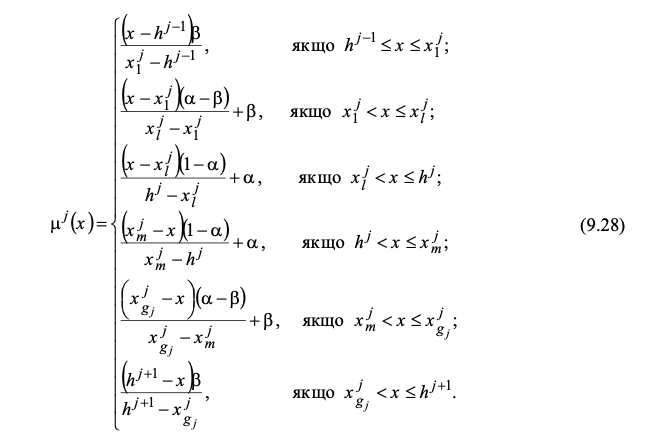 μ^j(x) = {
(x − h^{j−1})β / (x_1^j − h^{j−1}), якщо h^{j−1} ≤ x ≤ x_1^j;
(x − x_1^j)(α − β) / (x_l^j − x_1^j) + β, якщо x_1^j < x ≤ x_l^j;
(x − x_l^j)(1 − α) / (h^j − x_l^j) + α, якщо x_l^j < x ≤ h^j;
(x_m^j − x)(1 − α) / (x_m^j − h^j) + α, якщо h^j < x ≤ x_m^j;
(x_{g_j}^j − x)(α − β) / (x_{g_j}^j − x_m^j) + β, якщо x_m^j < x ≤ x_{g_j}^j;
(h^{j+1} − x)β / (h^{j+1} − x_{g_j}^j), якщо x_{g_j}^j < x ≤ h^{j+1}.
(9.28)